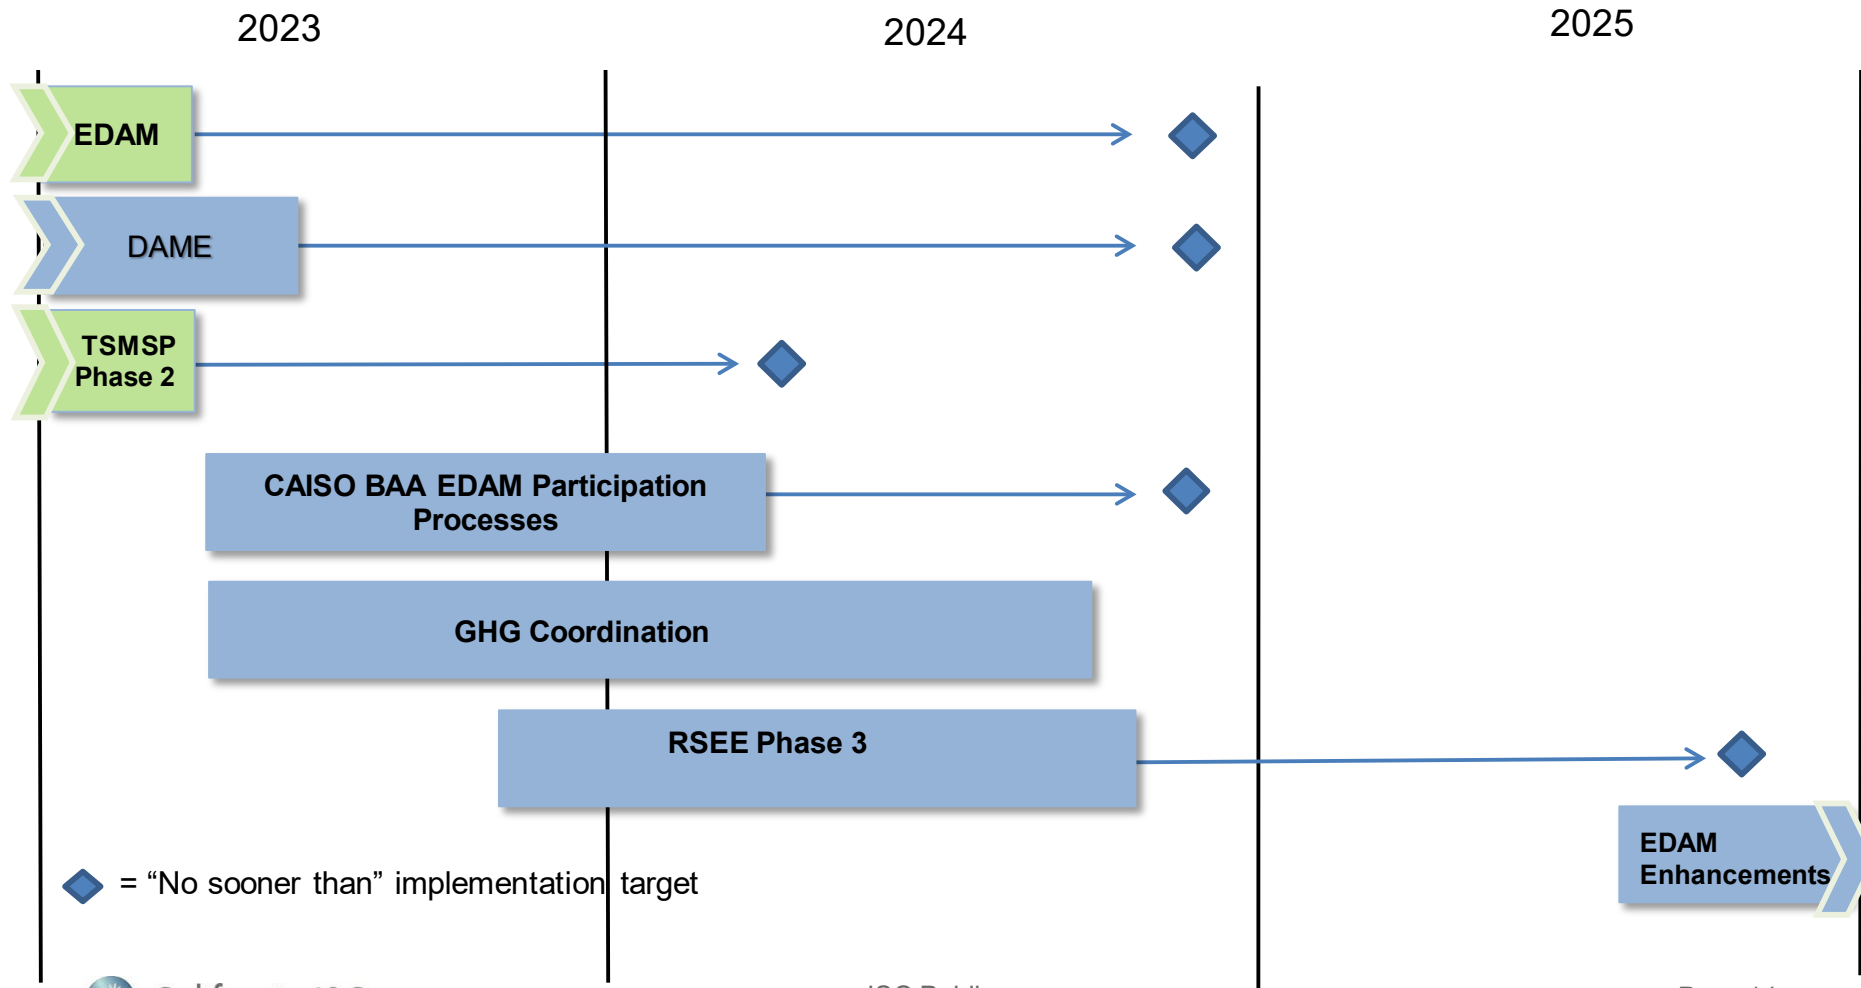 2023
2024
2025
EDAM
DAME
TSMSP
Phase 2
CAISO BAA EDAM Participation
Processes
GHG Coordination
RSEE Phase 3
EDAM
Enhancements
= “No sooner than” implementation target